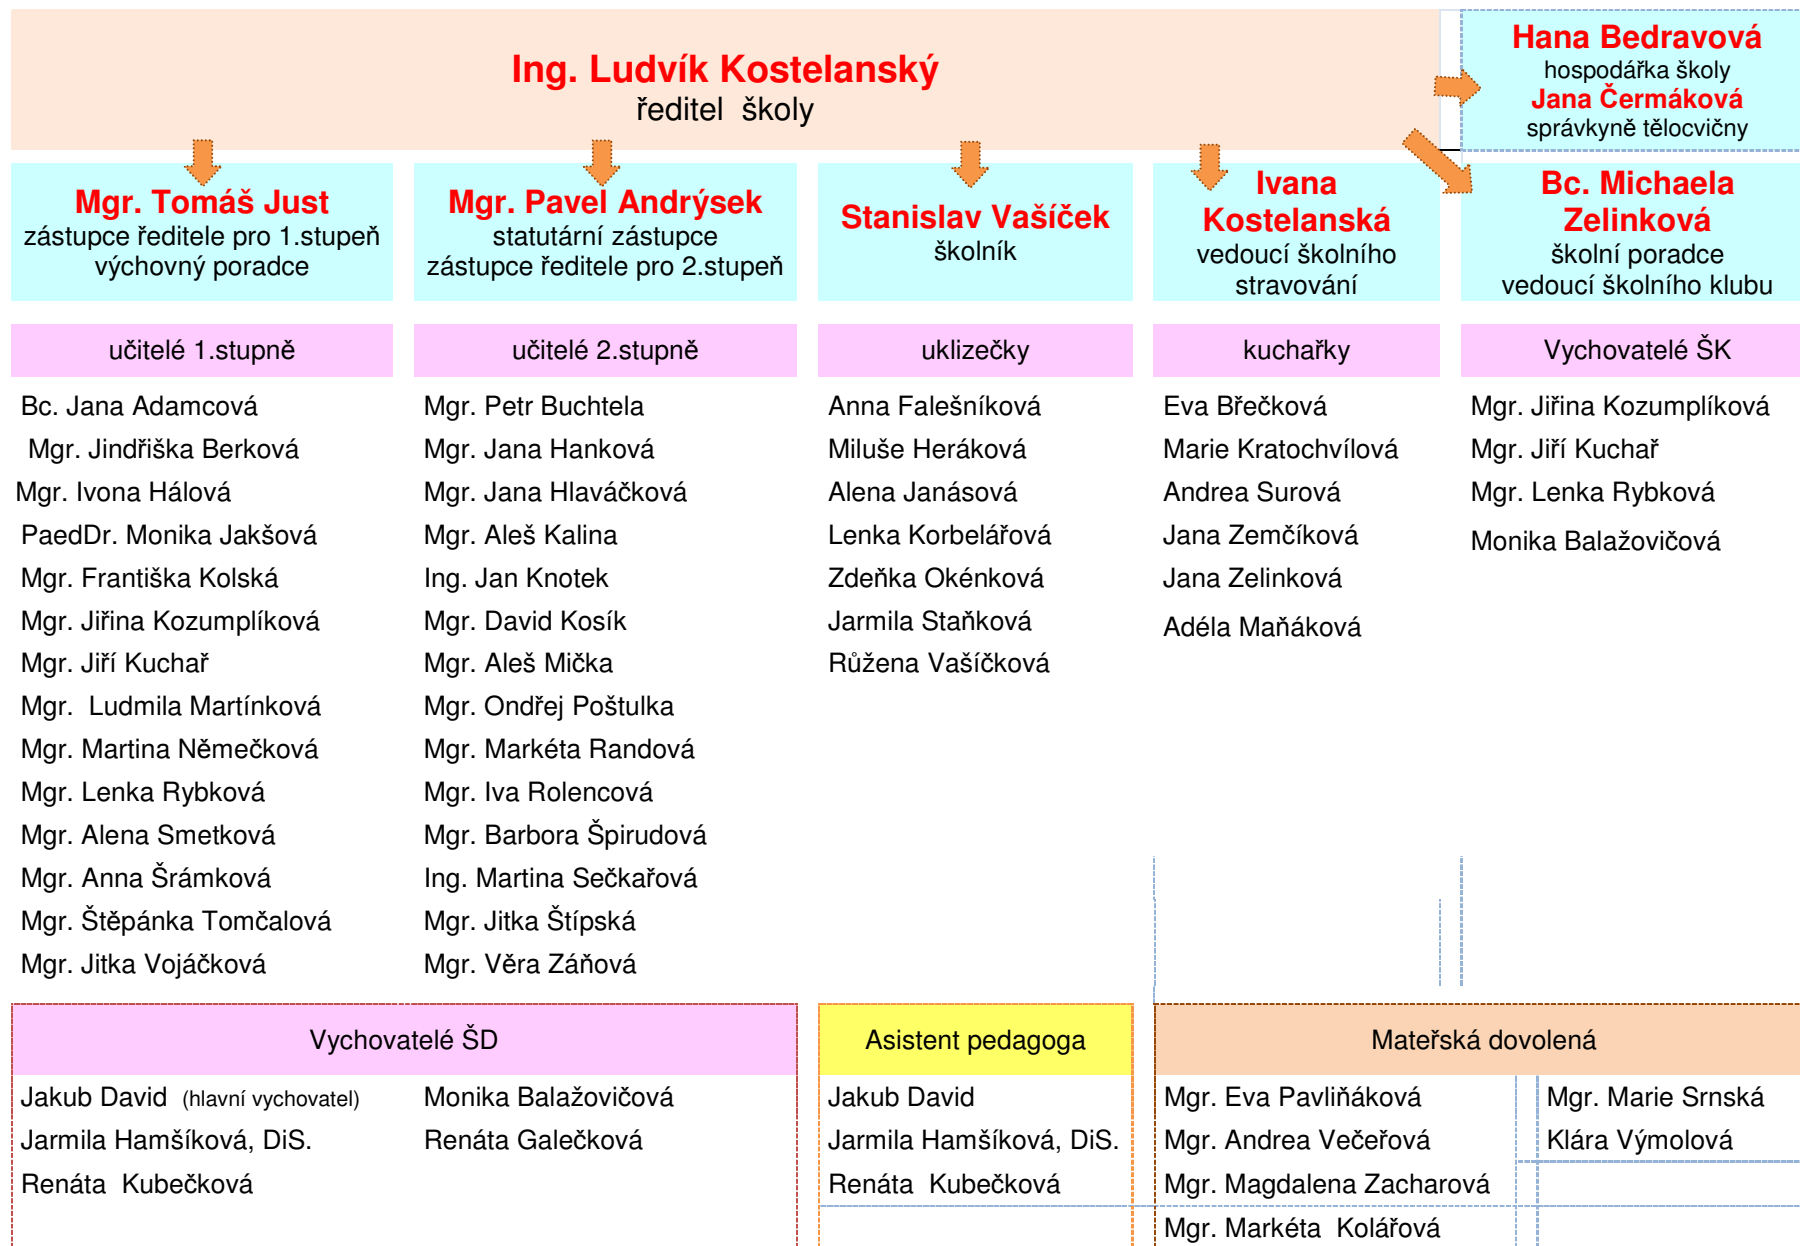 Ing. Ludvík Kostelanský
ředitel školy
Hana Bedravová
hospodářka školy
Jana Čermáková
správkyně tělocvičny
Mgr. Tomáš Just
zástupce ředitele pro 1.stupeň
výchovný poradce
Mgr. Pavel Andrýsek
statutární zástupce
zástupce ředitele pro 2.stupeň
Stanislav Vašíček
školník
Ivana
Kostelanská
vedoucí školního
stravování
Bc. Michaela
Zelinková
školní poradce
vedoucí školního klubu
učitelé 1.stupně
Bc. Jana Adamcová
Mgr. Jindřiška Berková
Mgr. Ivona Hálová
PaedDr. Monika Jakšová
Mgr. Františka Kolská
Mgr. Jiřina Kozumplíková
Mgr. Jiří Kuchař
Mgr. Ludmila Martínková
Mgr. Martina Němečková
Mgr. Lenka Rybková
Mgr. Alena Smetková
Mgr. Anna Šrámková
Mgr. Štěpánka Tomčalová
Mgr. Jitka Vojáčková
učitelé 2.stupně
Mgr. Petr Buchtela
Mgr. Jana Hanková
Mgr. Jana Hlaváčková
Mgr. Aleš Kalina
Ing. Jan Knotek
Mgr. David Kosík
Mgr. Aleš Mička
Mgr. Ondřej Poštulka
Mgr. Markéta Randová
Mgr. Iva Rolencová
Mgr. Barbora Špirudová
Ing. Martina Sečkařová
Mgr. Jitka Štípská
Mgr. Věra Záňová
uklizečky
Anna Falešníková
Miluše Heráková
Alena Janásová
Lenka Korbelářová
Zdeňka Okénková
Jarmila Staňková
Růžena Vašíčková
kuchařky
Eva Břečková
Marie Kratochvílová
Andrea Surová
Jana Zemčíková
Jana Zelinková
Adéla Maňáková
Vychovatelé ŠK
Mgr. Jiřina Kozumplíková
Mgr. Jiří Kuchař
Mgr. Lenka Rybková
Monika Balažovičová
Vychovatelé ŠD
Jakub David (hlavní vychovatel)
Jarmila Hamšíková, DiS.
Renáta Kubečková
Monika Balažovičová
Renáta Galečková
Asistent pedagoga
Jakub David
Jarmila Hamšíková, DiS.
Renáta Kubečková
Mateřská dovolená
Mgr. Eva Pavliňáková
Mgr. Andrea Večeřová
Mgr. Magdalena Zacharová
Mgr. Markéta Kolářová
Mgr. Marie Srnská
Klára Výmolová